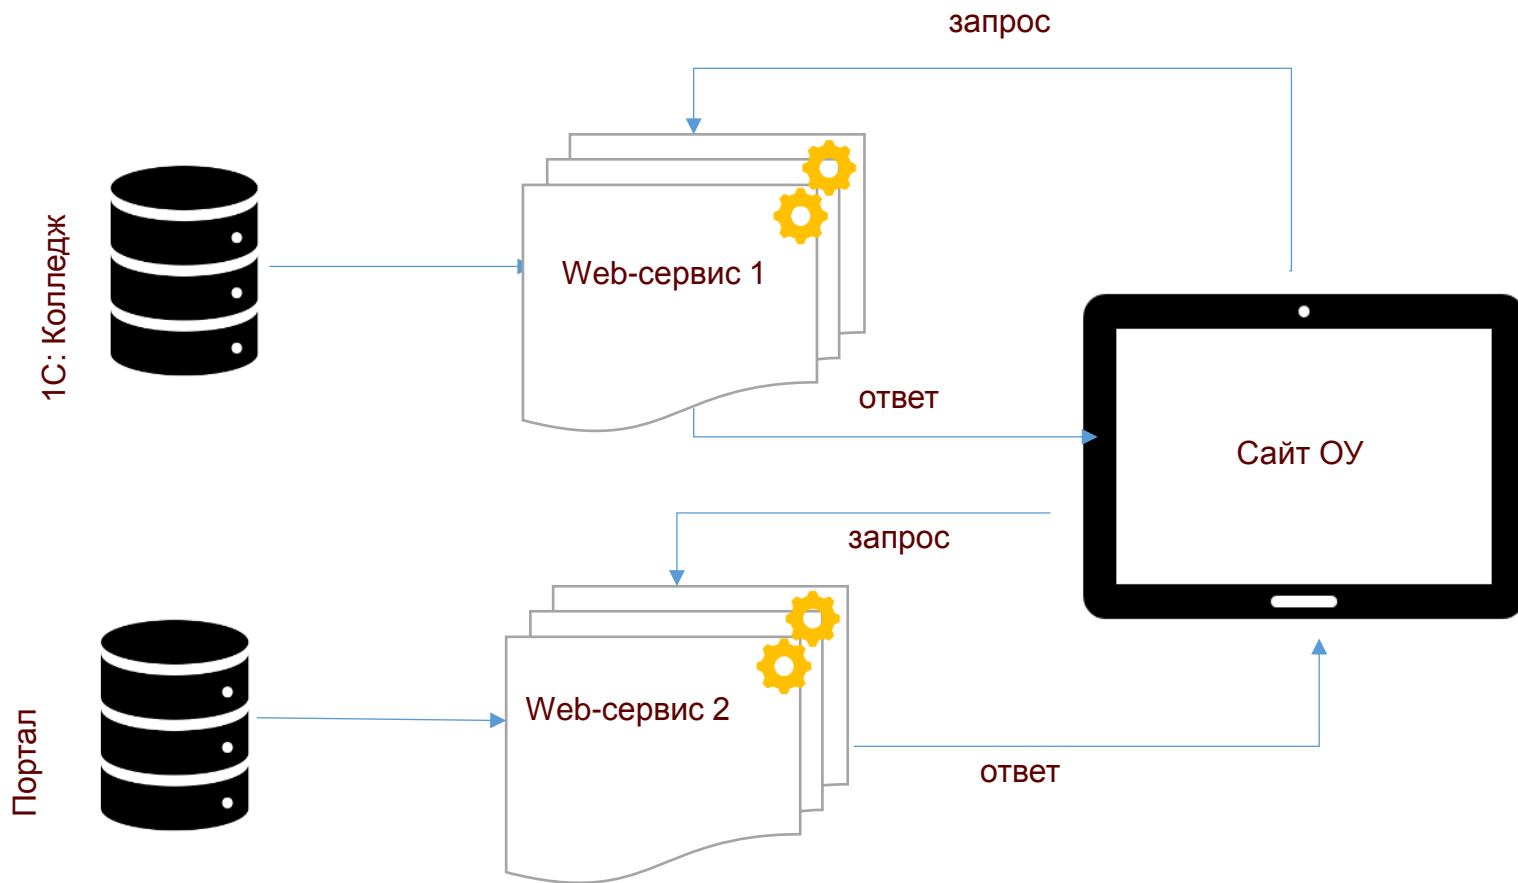 запрос
1С: Колледж
Web-сервис 1
ответ
Сайт ОУ
запрос
Портал
Web-сервис 2
ответ